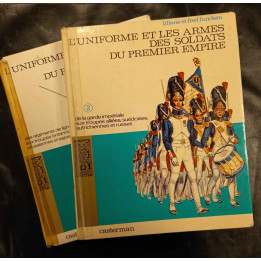 liliane et fred funcken
L'UNIFORME ET LES ARMES
DES SOLDATS
DU PREMIER EMPIRE
2
de la garde impériale
aux troupes alliées, suédoises,
autrichiennes et russes
casterman
L'UNIFORME